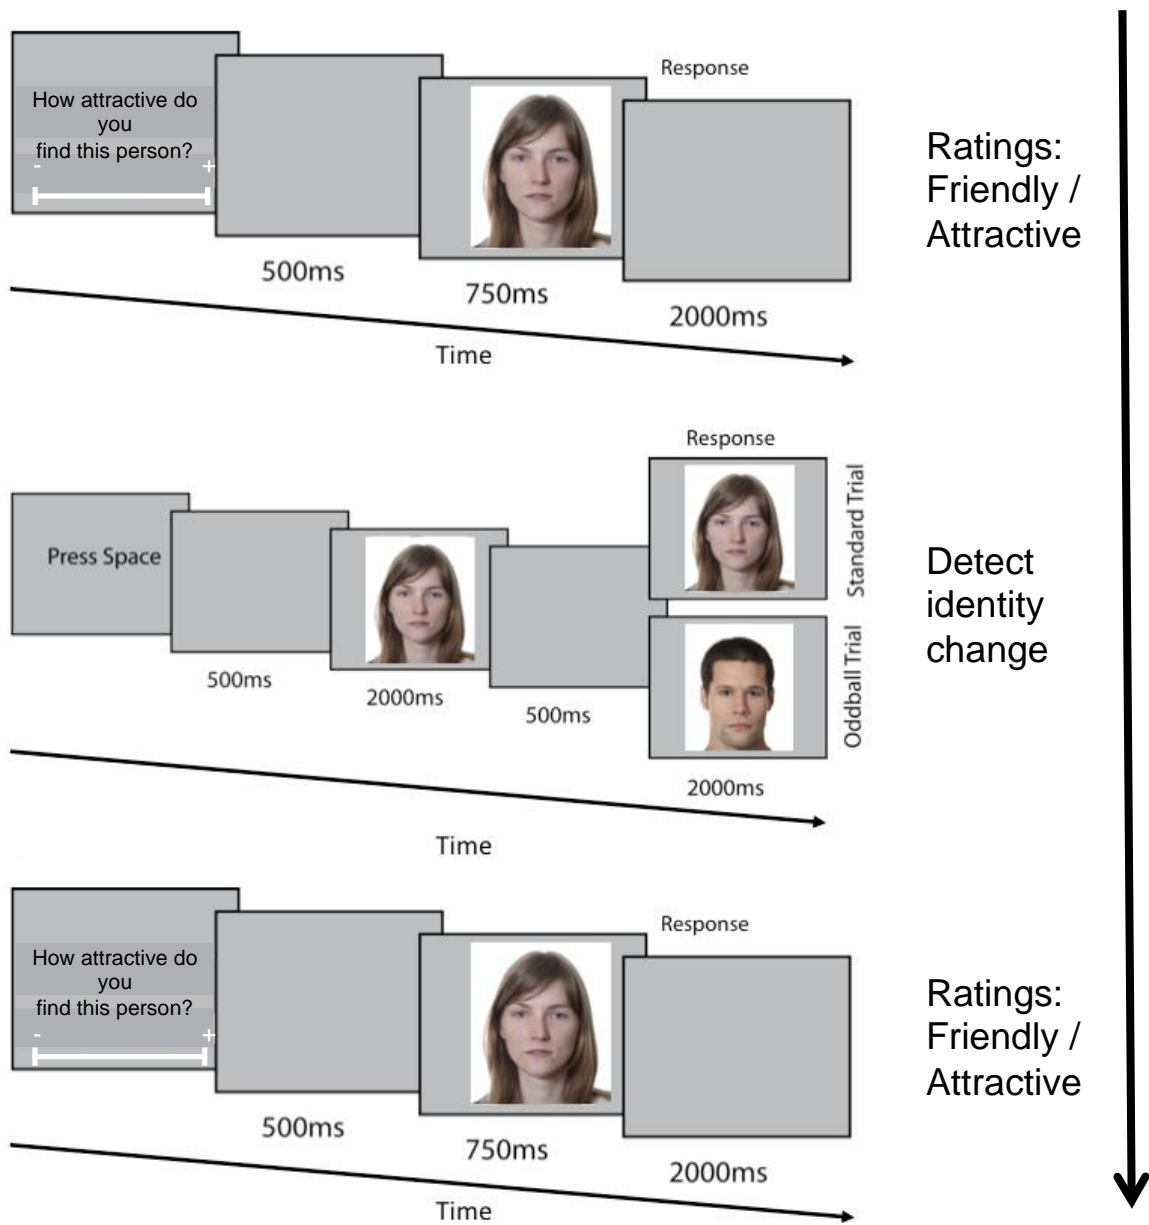 How attractive do
you
find this person?
- +
500ms
750ms
Response
2000ms
Time
Ratings:
Friendly /
Attractive
Press Space
500ms
2000ms
500ms
Response
Standard Trial
Oddball Trial
2000ms
Time
Detect
identity
change
How attractive do
you
find this person?
- +
500ms
750ms
Response
2000ms
Time
Ratings:
Friendly /
Attractive